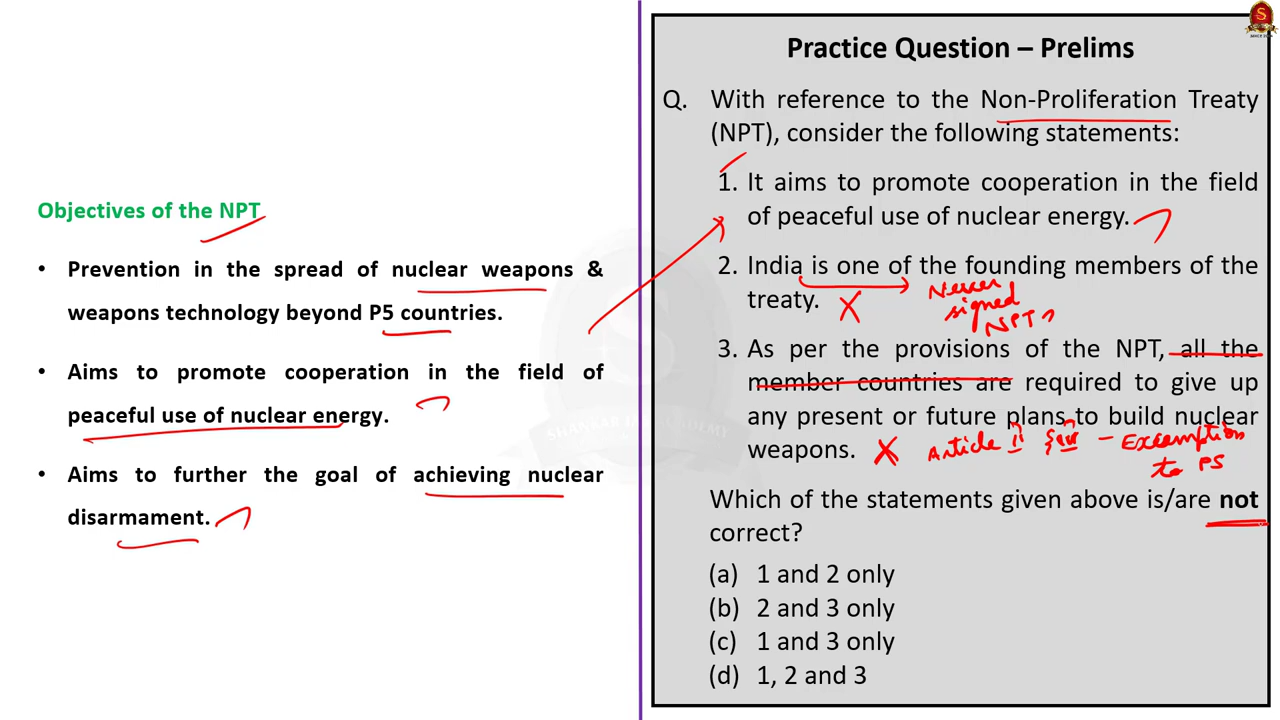 Objectives of the NPT
• Prevention in the spread of nuclear weapons &
weapons technology beyond P5 countries.
• Aims to promote cooperation in the field of
peaceful use of nuclear energy.
• Aims to further the goal of achieving nuclear
disarmament.
Practice Question – Prelims
Q. With reference to the Non-Proliferation Treaty
(NPT), consider the following statements:
1. It aims to promote cooperation in the field
of peaceful use of nuclear energy.
2. India is one of the founding members of the
treaty.
Never
signed
NPT
3. As per the provisions of the NPT, all the
member countries are required to give up
any present or future plans to build nuclear
weapons.
Article II
to P5
Which of the statements given above is/are not
correct?
(a) 1 and 2 only
(b) 2 and 3 only
(c) 1 and 3 only
(d) 1, 2 and 3